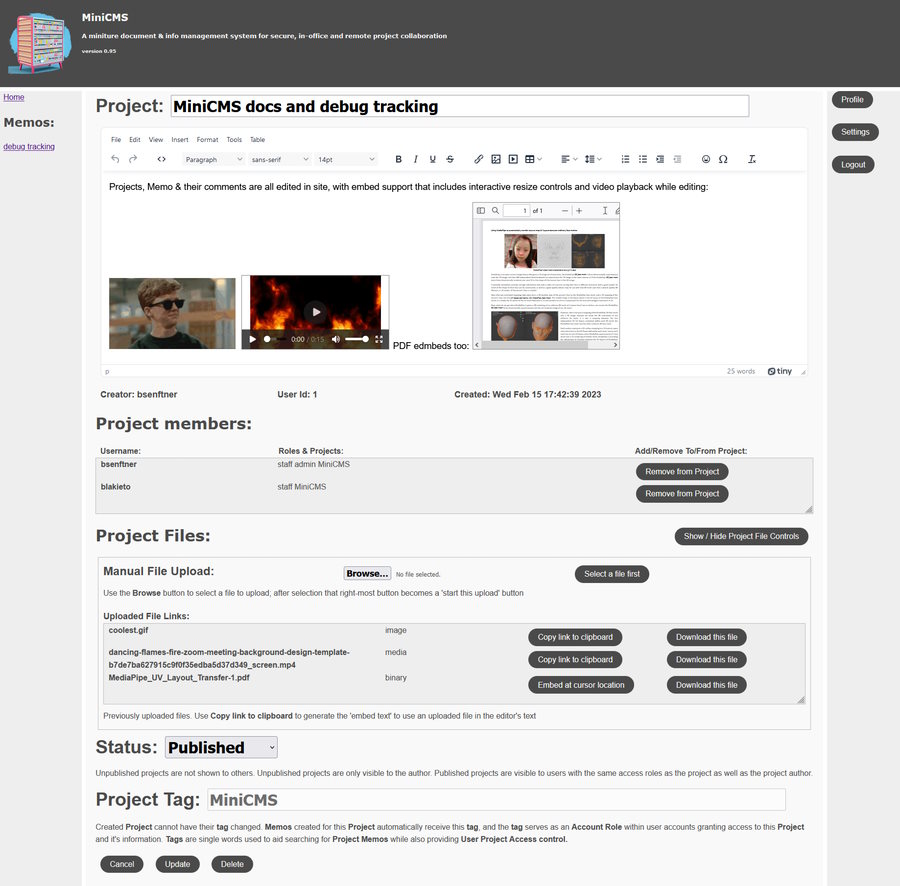 MiniCMS
A miniture document & info management system for secure, in-office and remote project collaboration
version 0.95
Home
Memos:
debug tracking
Profile
Settings
Logout
Project: MiniCMS docs and debug tracking
File Edit View Insert Format Tools Table
Paragraph sans-serif 14pt
Projects, Memo & their comments are all edited in site, with embed support that includes interactive resize controls and video playback while editing:
1 of 1
0:00 / 0:15
PDF edmbeds too:
p 25 words tiny
Creator: bsenftner User Id: 1 Created: Wed Feb 15 17:42:39 2023
Project members:
Username: Roles & Projects: Add/Remove To/From Project:
bsenftner staff admin MiniCMS Remove from Project
blakieto staff MiniCMS Remove from Project
Project Files: Show / Hide Project File Controls
Manual File Upload: Browse... No file selected. Select a file first
Use the Browse button to select a file to upload; after selection that right-most button becomes a 'start this upload' button
Uploaded File Links:
coolest.gif image Copy link to clipboard Download this file
dancing-flames-fire-zoom-meeting-background-design-template- media Copy link to clipboard Download this file
b7de7ba627915c9f0f35edba5d37d349_screen.mp4
MediaPipe_UV_Layout_Transfer-1.pdf binary Embed at cursor location Download this file
Previously uploaded files. Use Copy link to clipboard to generate the 'embed text' to use an uploaded file in the editor's text
Status: Published
Unpublished projects are not shown to others. Unpublished projects are only visible to the author. Published projects are visible to users with the same access roles as the project as well as the project author.
Project Tag: MiniCMS
Created Project cannot have their tag changed. Memos created for this Project automatically receive this tag, and the tag serves as an Account Role within user accounts granting access to this Project
and it's information. Tags are single words used to aid searching for Project Memos while also providing User Project Access control.
Cancel Update Delete